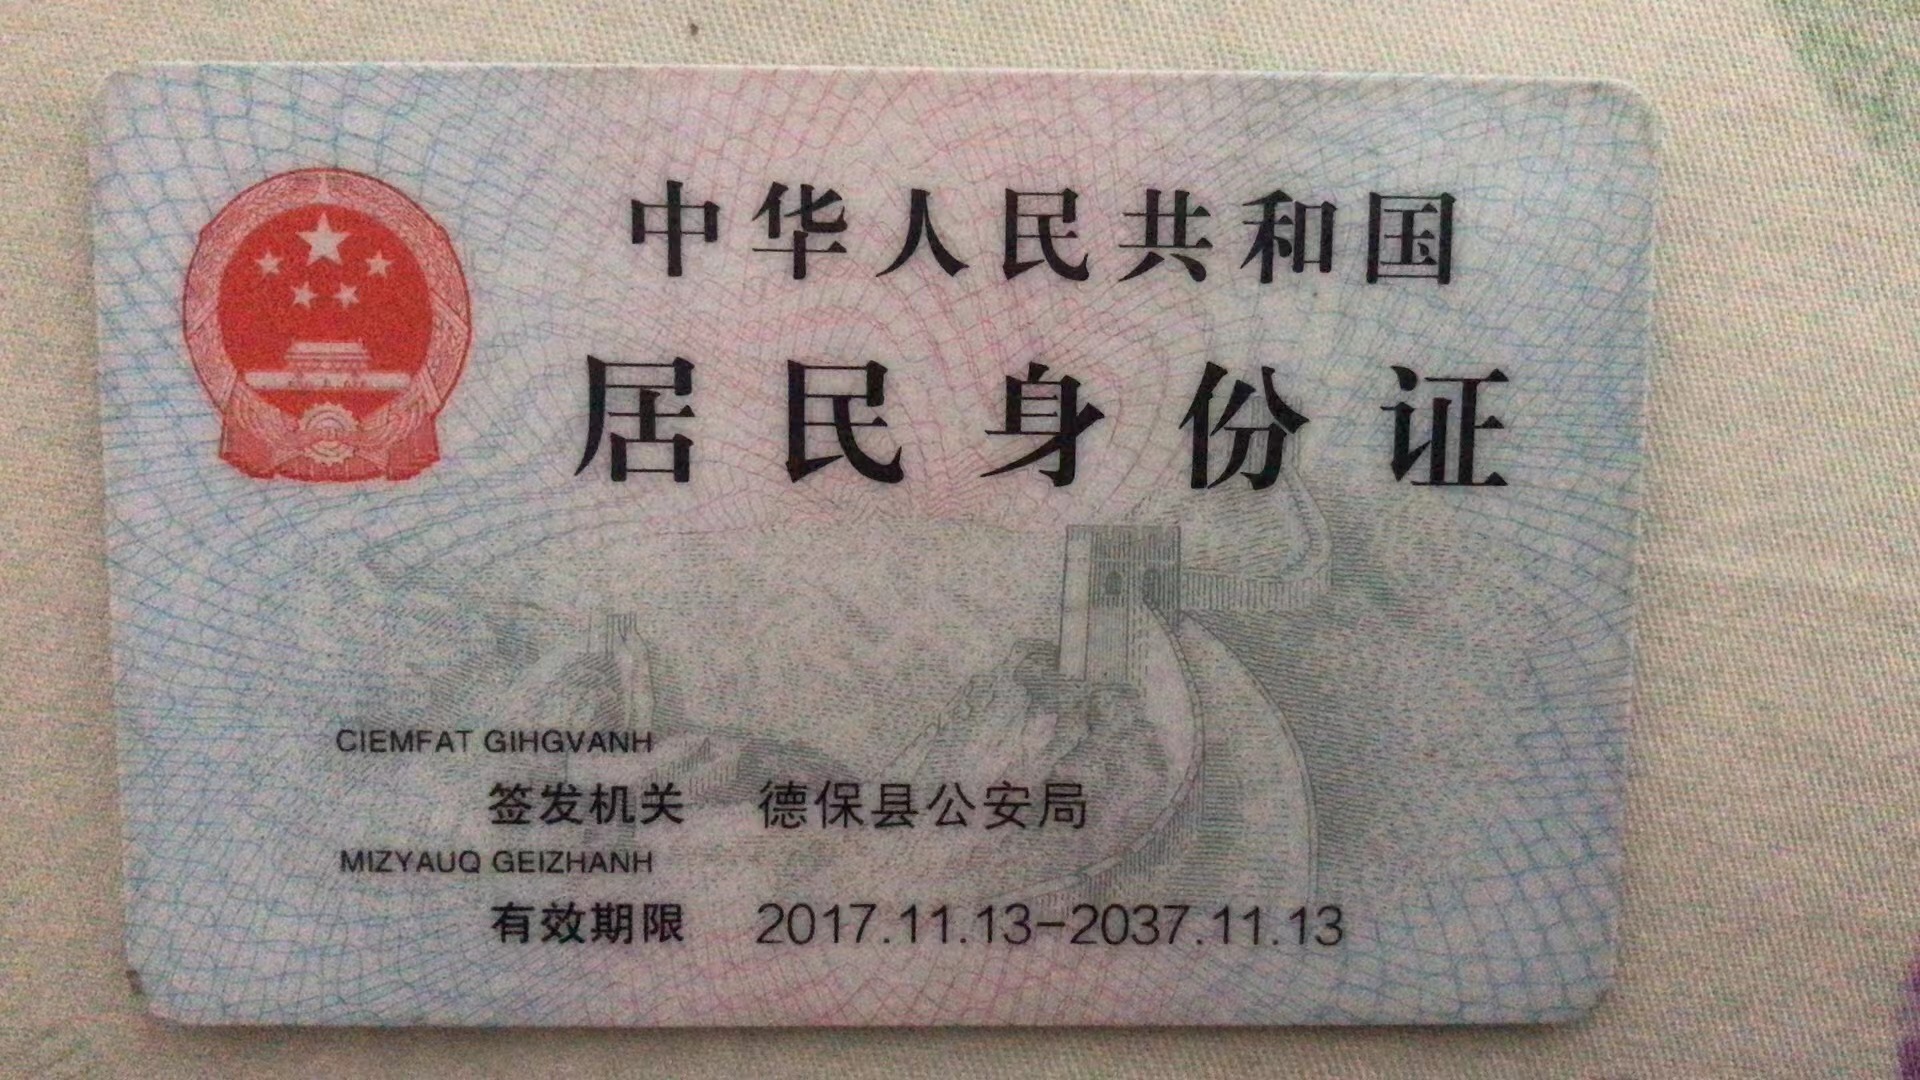 中华人民共和国
居民身份证
CIEMFAT GIHGVANH
签发机关 德保县公安局
MIZYAUQ GEIZHANH
有效期限 2017.11.13-2037.11.13